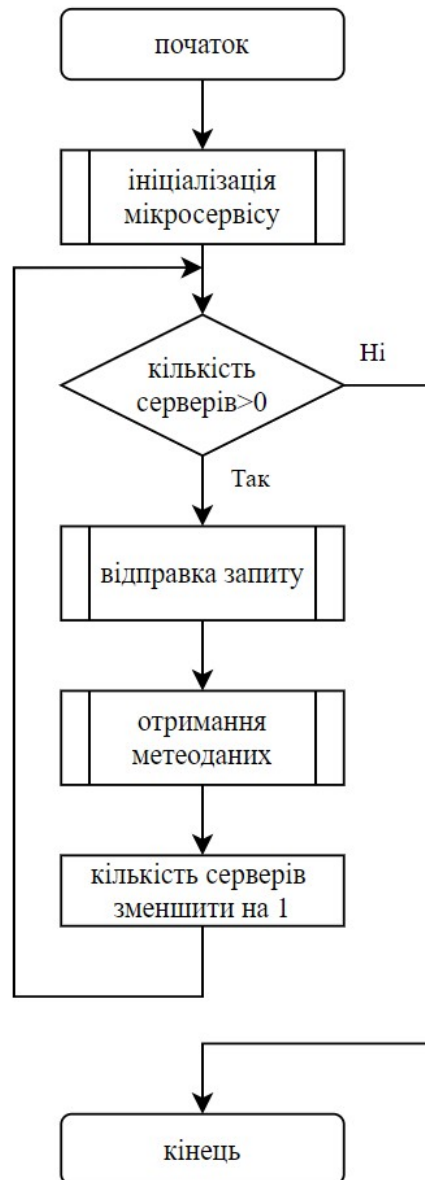 початок
ініціалізація
мікросервісу
кількість
серверів>0
Ні
Так
відправка запиту
отримання
метеоданих
кількість серверів
зменшити на 1
кінець